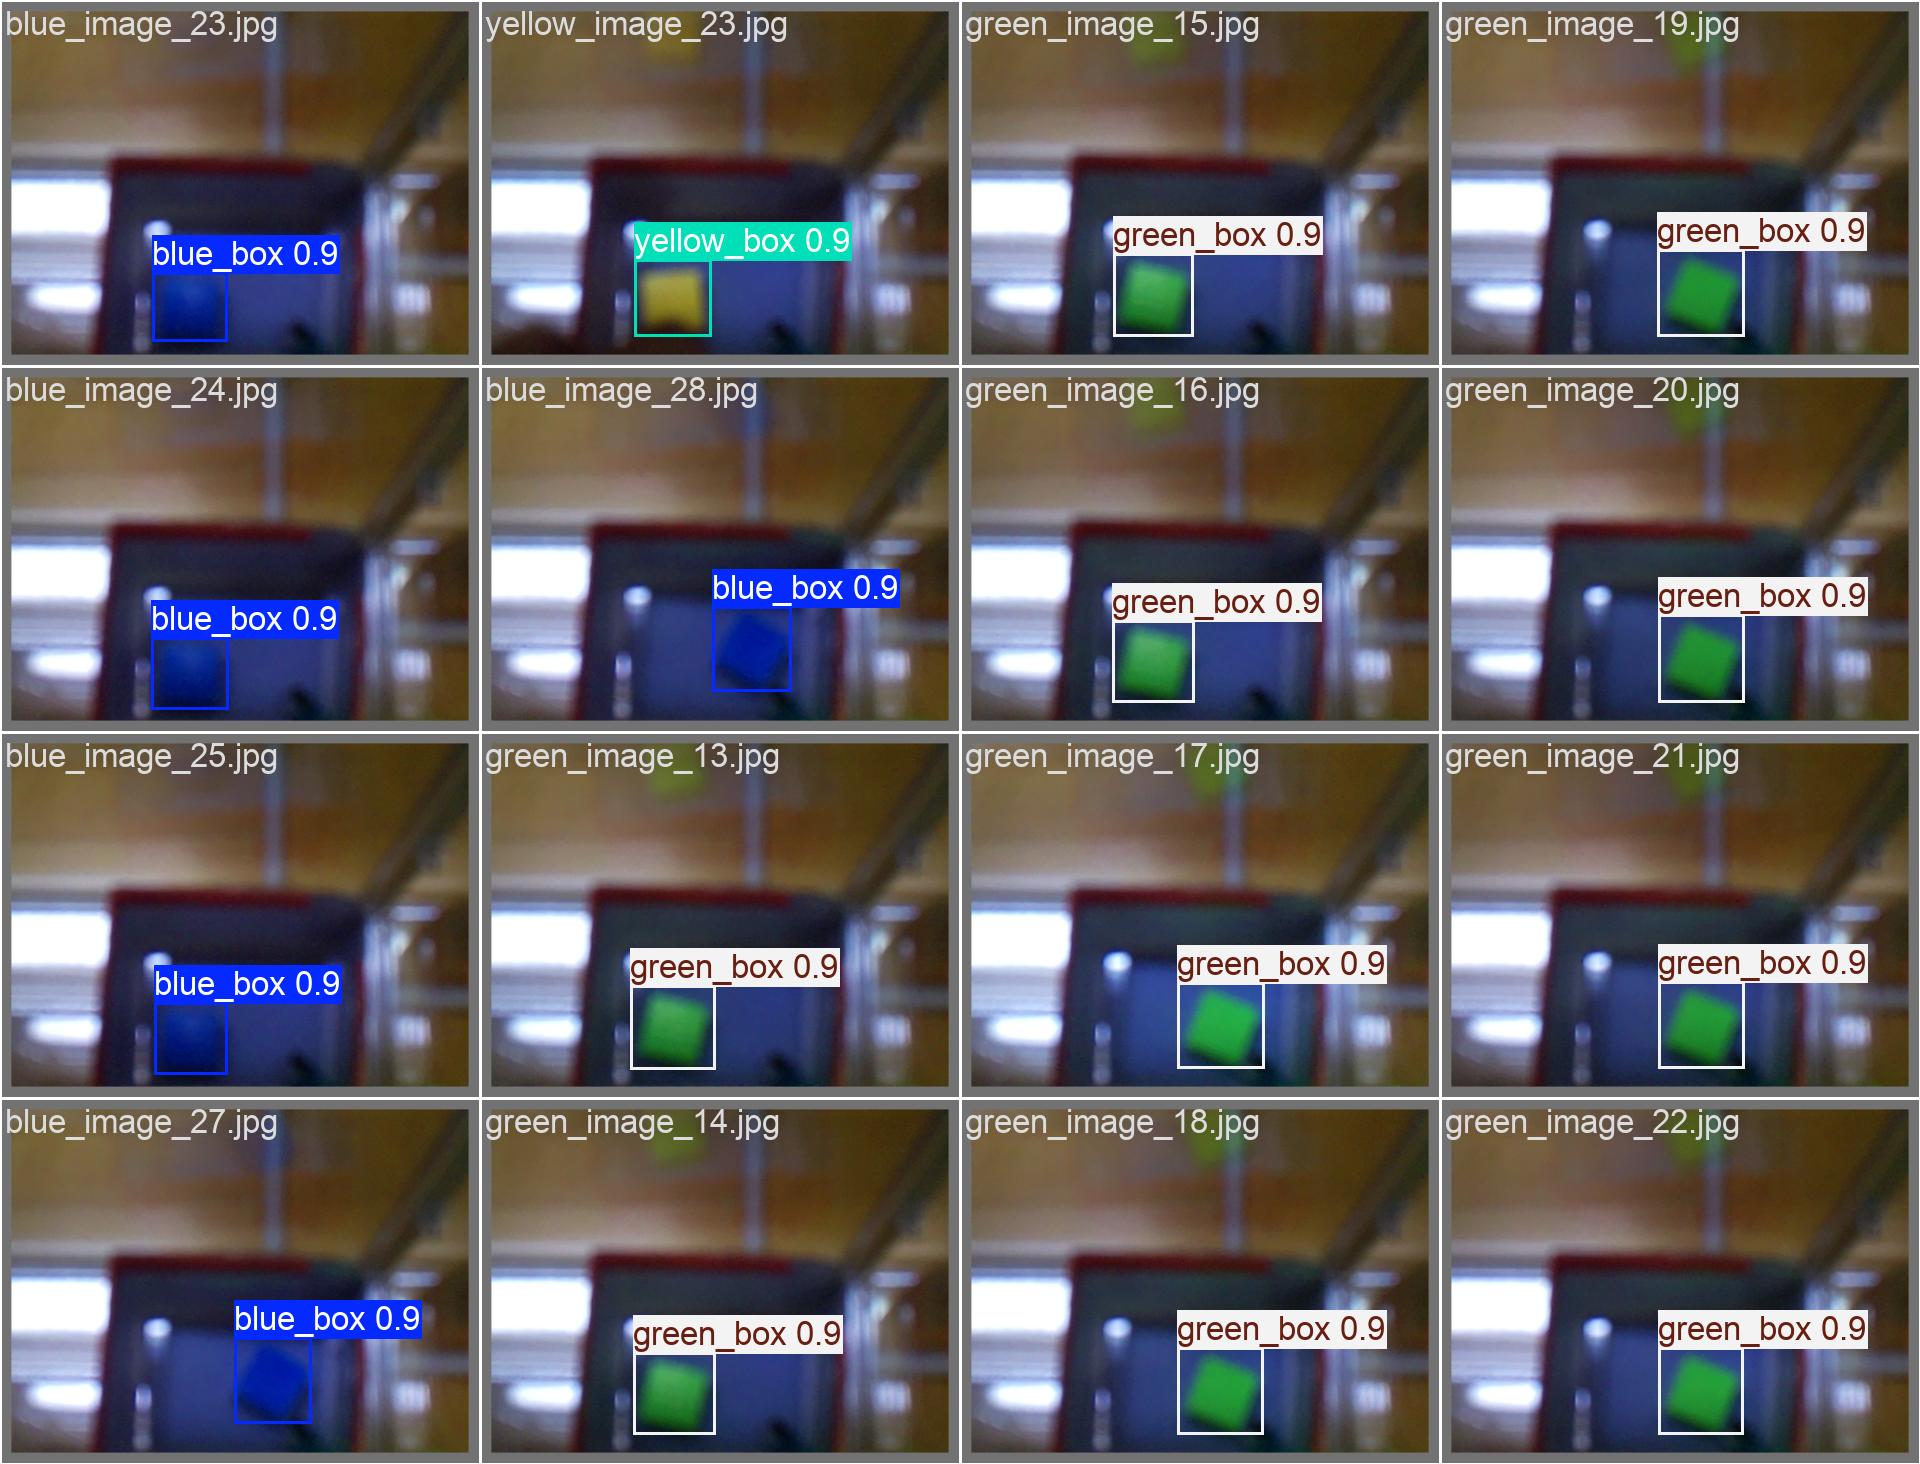 blue_image_23.jpg
yellow_image_23.jpg
green_image_15.jpg
green_image_19.jpg
blue_box 0.9
yellow_box 0.9
green_box 0.9
green_box 0.9
blue_image_24.jpg
blue_image_28.jpg
green_image_16.jpg
green_image_20.jpg
blue_box 0.9
blue_box 0.9
green_box 0.9
green_box 0.9
blue_image_25.jpg
green_image_13.jpg
green_image_17.jpg
green_image_21.jpg
blue_box 0.9
green_box 0.9
green_box 0.9
green_box 0.9
blue_image_27.jpg
green_image_14.jpg
green_image_18.jpg
green_image_22.jpg
blue_box 0.9
green_box 0.9
green_box 0.9
green_box 0.9